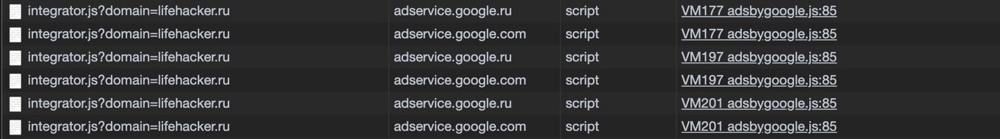 integrator.js?domain=lifehacker.ru adservice.google.ru script VM177 adsbygoogle.js:85
integrator.js?domain=lifehacker.ru adservice.google.com script VM177 adsbygoogle.js:85
integrator.js?domain=lifehacker.ru adservice.google.ru script VM197 adsbygoogle.js:85
integrator.js?domain=lifehacker.ru adservice.google.com script VM197 adsbygoogle.js:85
integrator.js?domain=lifehacker.ru adservice.google.ru script VM201 adsbygoogle.js:85
integrator.js?domain=lifehacker.ru adservice.google.com script VM201 adsbygoogle.js:85